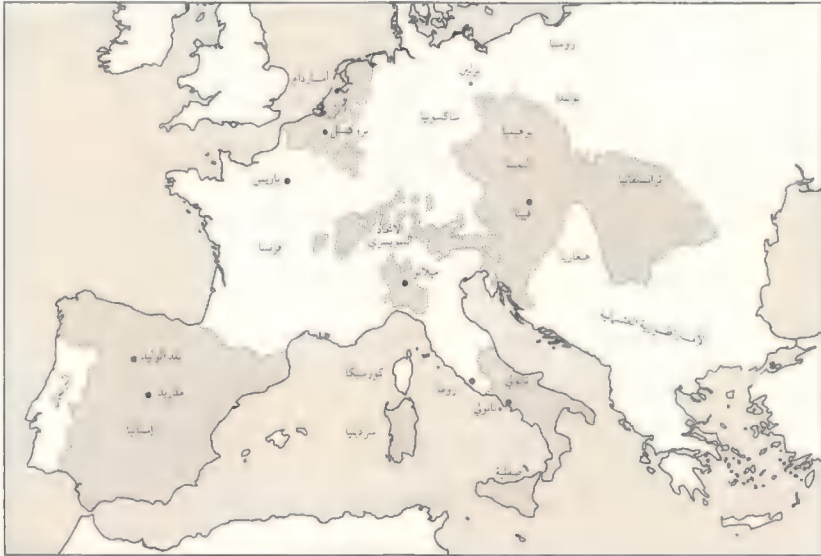 روسيا
برلين
أمستردام
بولندا
ساكسونيا
بروكسل
بوهيميا
النمسا
باريس
ترانسلفانيا
فيينا
الاتحاد
السويسري
فرنسا
ميلانو
الإمبراطورية العثمانية
بلد الوليد
كورسيكا
روما
نابولي
مدريد
إسبانيا
سردينيا
صقلية